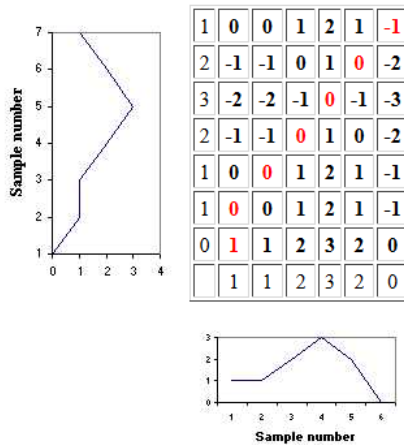 7
6
5
4
3
2
1
0 1 2 3 4
Sample number
1 0 0 1 2 1 -1
2 -1 -1 0 1 0 -2
3 -2 -2 -1 0 -1 -3
2 -1 -1 0 1 0 -2
1 0 0 1 2 1 -1
1 0 0 1 2 1 -1
0 1 1 2 3 2 0
1 1 2 3 2 0
3
2
1
0
1 2 3 4 5 6
Sample number